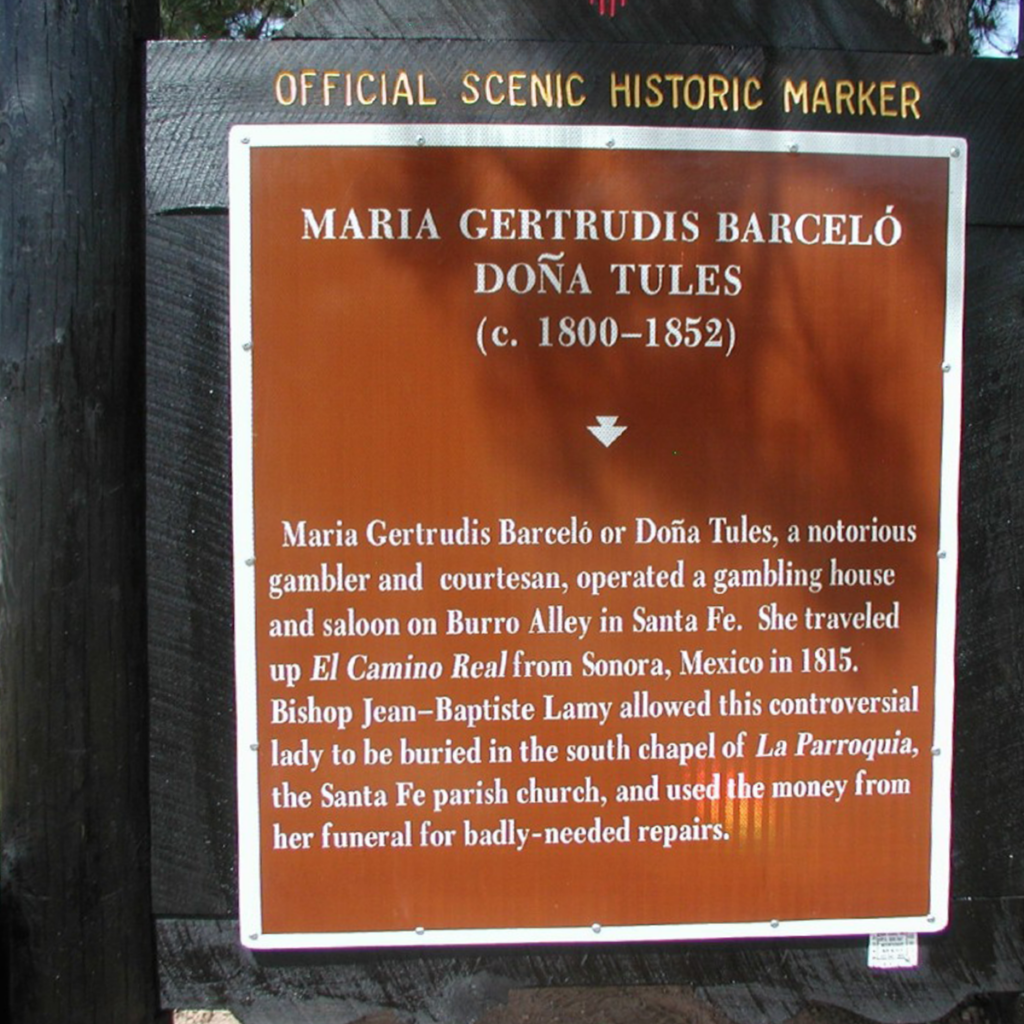 OFFICIAL SCENIC HISTORIC MARKER
MARIA GERTRUDIS BARCELÓ
DOÑA TULES
(c. 1800–1852)
Maria Gertrudis Barceló or Doña Tules, a notorious
gambler and courtesan, operated a gambling house
and saloon on Burro Alley in Santa Fe. She traveled
up El Camino Real from Sonora, Mexico in 1815.
Bishop Jean–Baptiste Lamy allowed this controversial
lady to be buried in the south chapel of La Parroquia,
the Santa Fe parish church, and used the money from
her funeral for badly-needed repairs.